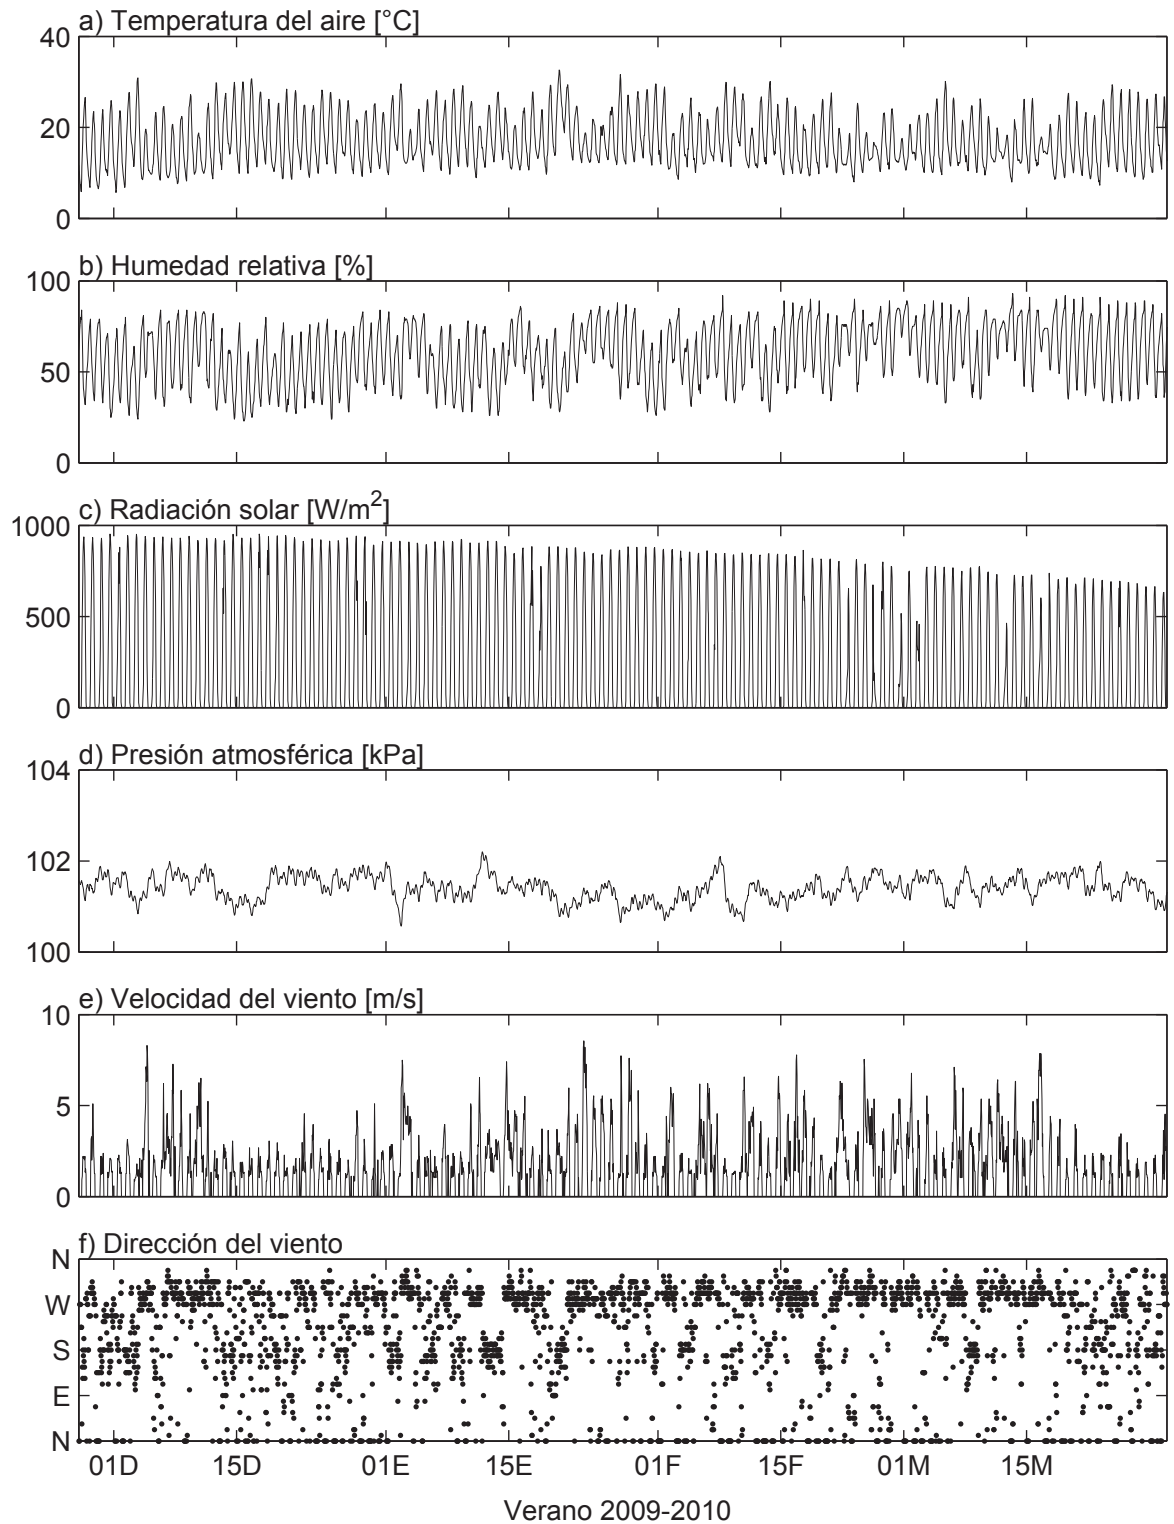 a) Temperatura del aire [°C]
40
20
0
b) Humedad relativa [%]
100
50
0
c) Radiación solar [W/m²]
1000
500
0
d) Presión atmosférica [kPa]
104
102
100
e) Velocidad del viento [m/s]
10
5
0
f) Dirección del viento
N
W
S
E
N
01D 15D 01E 15E 01F 15F 01M 15M
Verano 2009-2010